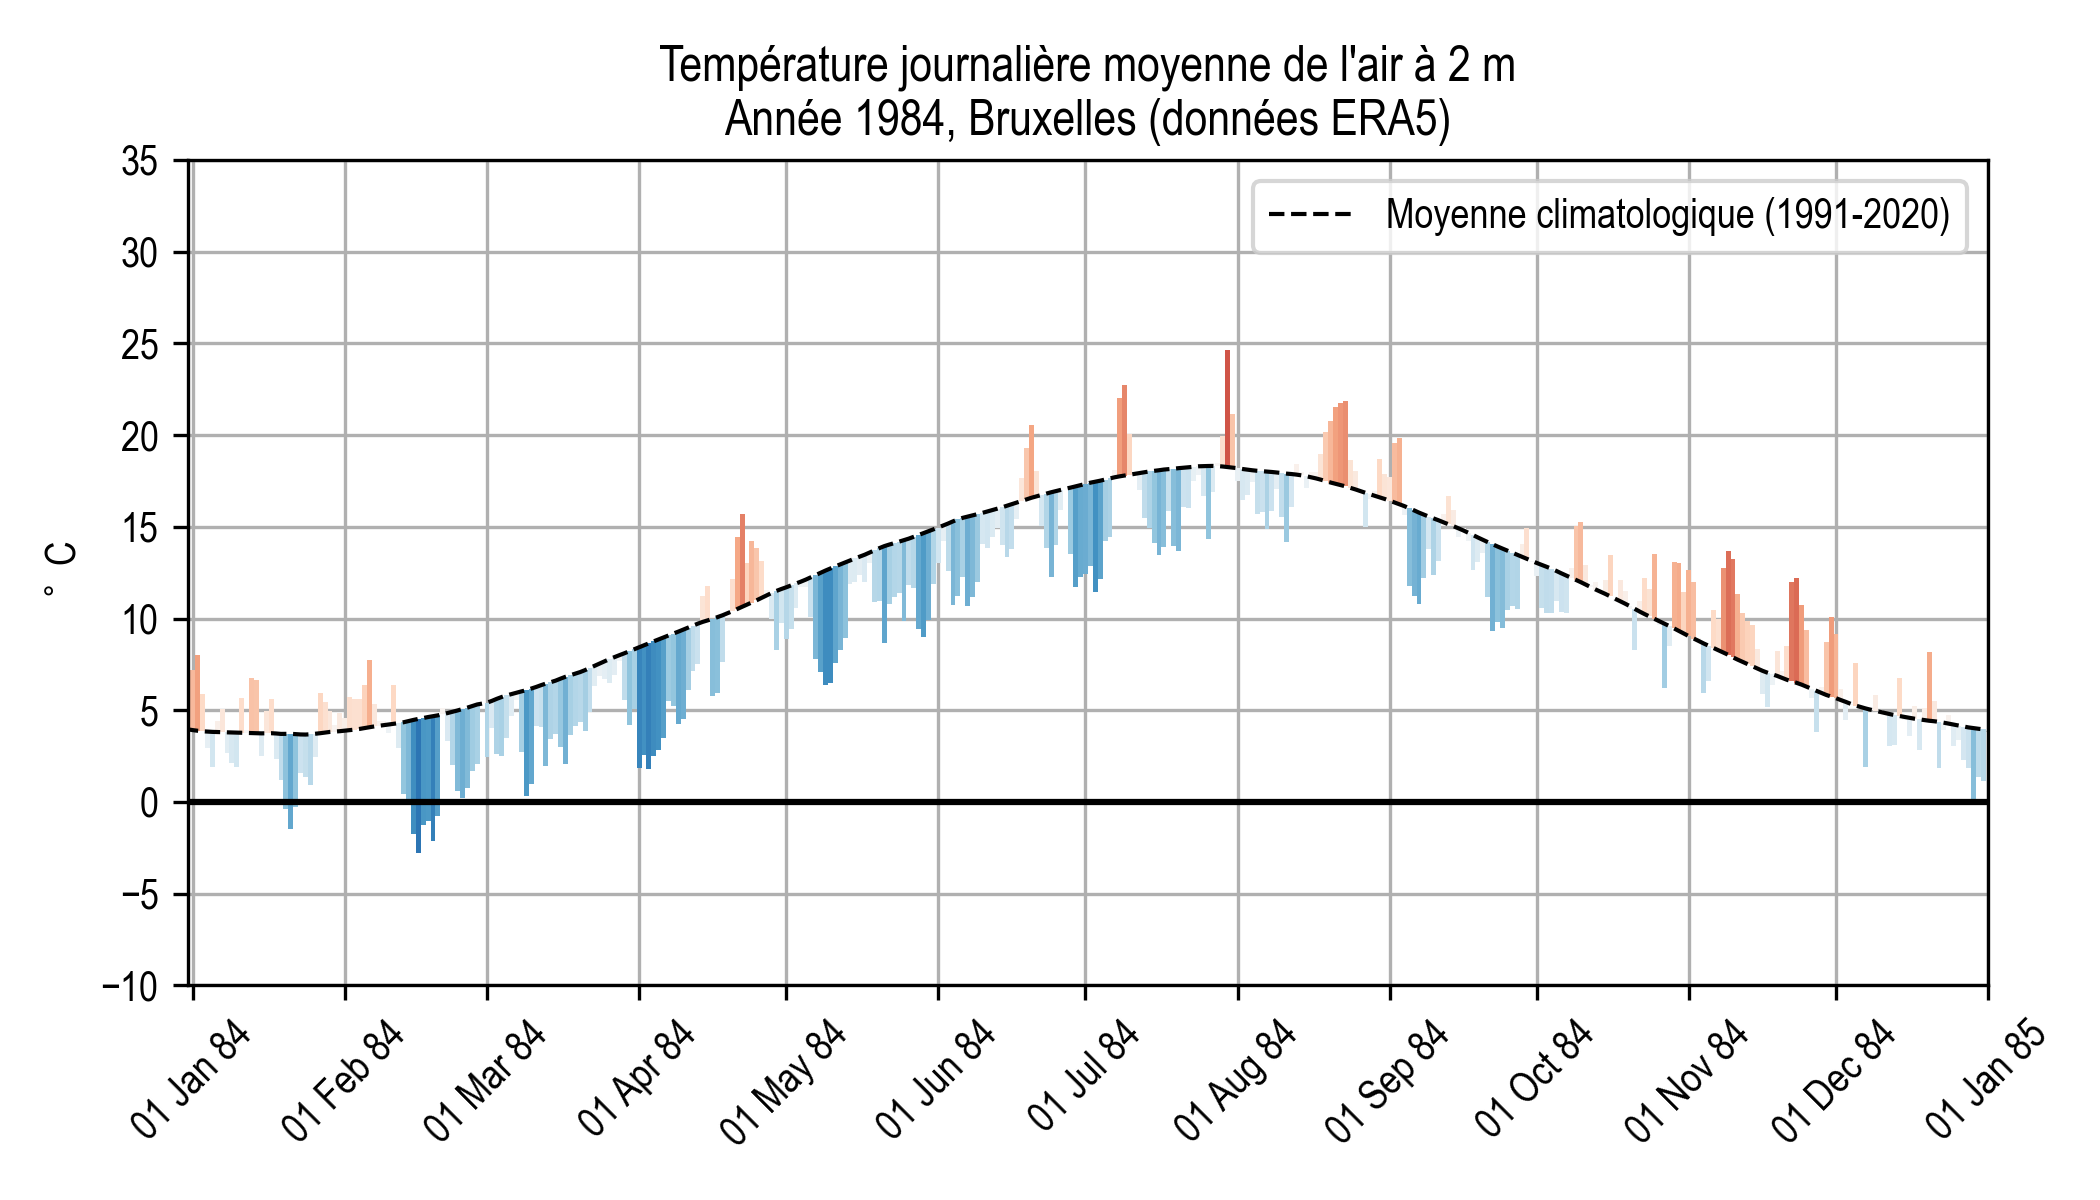 Température journalière moyenne de l'air à 2 m
Année 1984, Bruxelles (données ERA5)
Moyenne climatologique (1991-2020)
° C
35
30
25
20
15
10
5
0
−5
−10
01 Jan 84
01 Feb 84
01 Mar 84
01 Apr 84
01 May 84
01 Jun 84
01 Jul 84
01 Aug 84
01 Sep 84
01 Oct 84
01 Nov 84
01 Dec 84
01 Jan 85